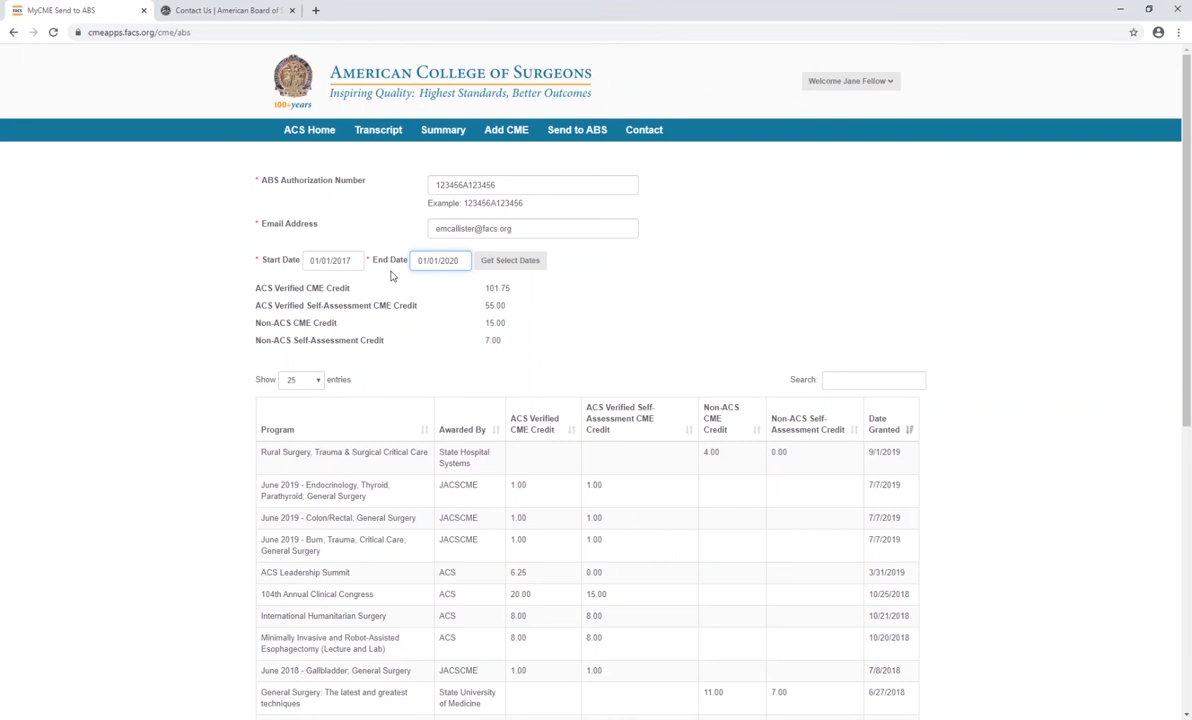 MyCME Send to ABS
Contact Us | American Board of S
cmeapps.facs.org/cme/abs
AMERICAN COLLEGE OF SURGEONS
Inspiring Quality: Highest Standards, Better Outcomes
100+years
Welcome Jane Fellow
ACS Home Transcript Summary Add CME Send to ABS Contact
* ABS Authorization Number
123456A123456
Example: 123456A123456
* Email Address
emcallister@facs.org
* Start Date 01/01/2017 * End Date 01/01/2020 Get Select Dates
ACS Verified CME Credit 101.75
ACS Verified Self-Assessment CME Credit 55.00
Non-ACS CME Credit 15.00
Non-ACS Self-Assessment Credit 7.00
Show 25 entries Search:
Program Awarded By ACS Verified CME Credit ACS Verified Self-Assessment CME Credit Non-ACS CME Credit Non-ACS Self-Assessment Credit Date Granted
Rural Surgery, Trauma & Surgical Critical Care State Hospital Systems 4.00 0.00 9/1/2019
June 2019 - Endocrinology, Thyroid, Parathyroid; General Surgery JACSCME 1.00 1.00 7/7/2019
June 2019 - Colon/Rectal; General Surgery JACSCME 1.00 1.00 7/7/2019
June 2019 - Burn, Trauma, Critical Care; General Surgery JACSCME 1.00 1.00 7/7/2019
ACS Leadership Summit ACS 6.25 0.00 3/31/2019
104th Annual Clinical Congress ACS 20.00 15.00 10/25/2018
International Humanitarian Surgery ACS 8.00 8.00 10/21/2018
Minimally Invasive and Robot-Assisted Esophagectomy (Lecture and Lab) ACS 8.00 8.00 10/20/2018
June 2018 - Gallbladder; General Surgery JACSCME 1.00 1.00 7/8/2018
General Surgery: The latest and greatest techniques State University of Medicine 11.00 7.00 6/27/2018